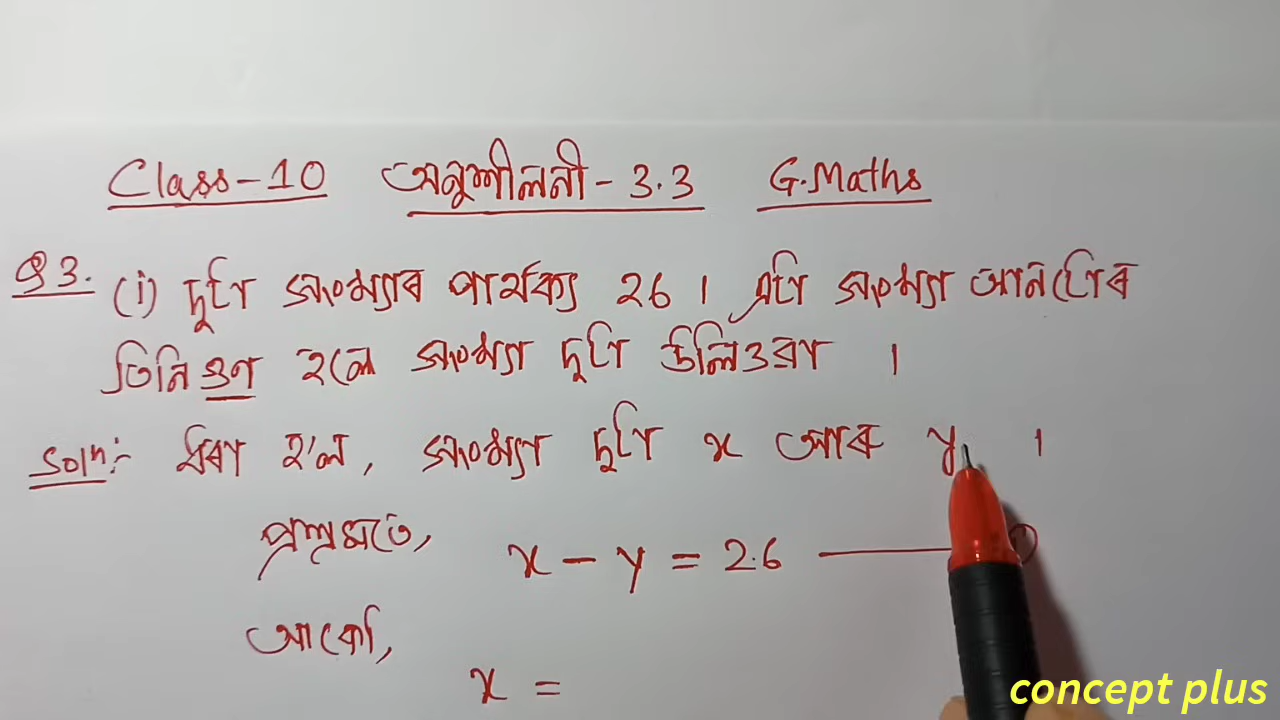 Class-10 অনুশীলনী - 3.3 G.Maths
Q3. (i) দুটা সংখ্যাৰ পাৰ্থক্য 26 । এটা সংখ্যা আনটোৰ
তিনিগুণ হলে সংখ্যা দুটা উলিওৱা ।
Soln:- ধৰা হ'ল, সংখ্যা দুটা x আৰু y ।
প্ৰশ্নমতে, x - y = 26
আকৌ,
x =
concept plus